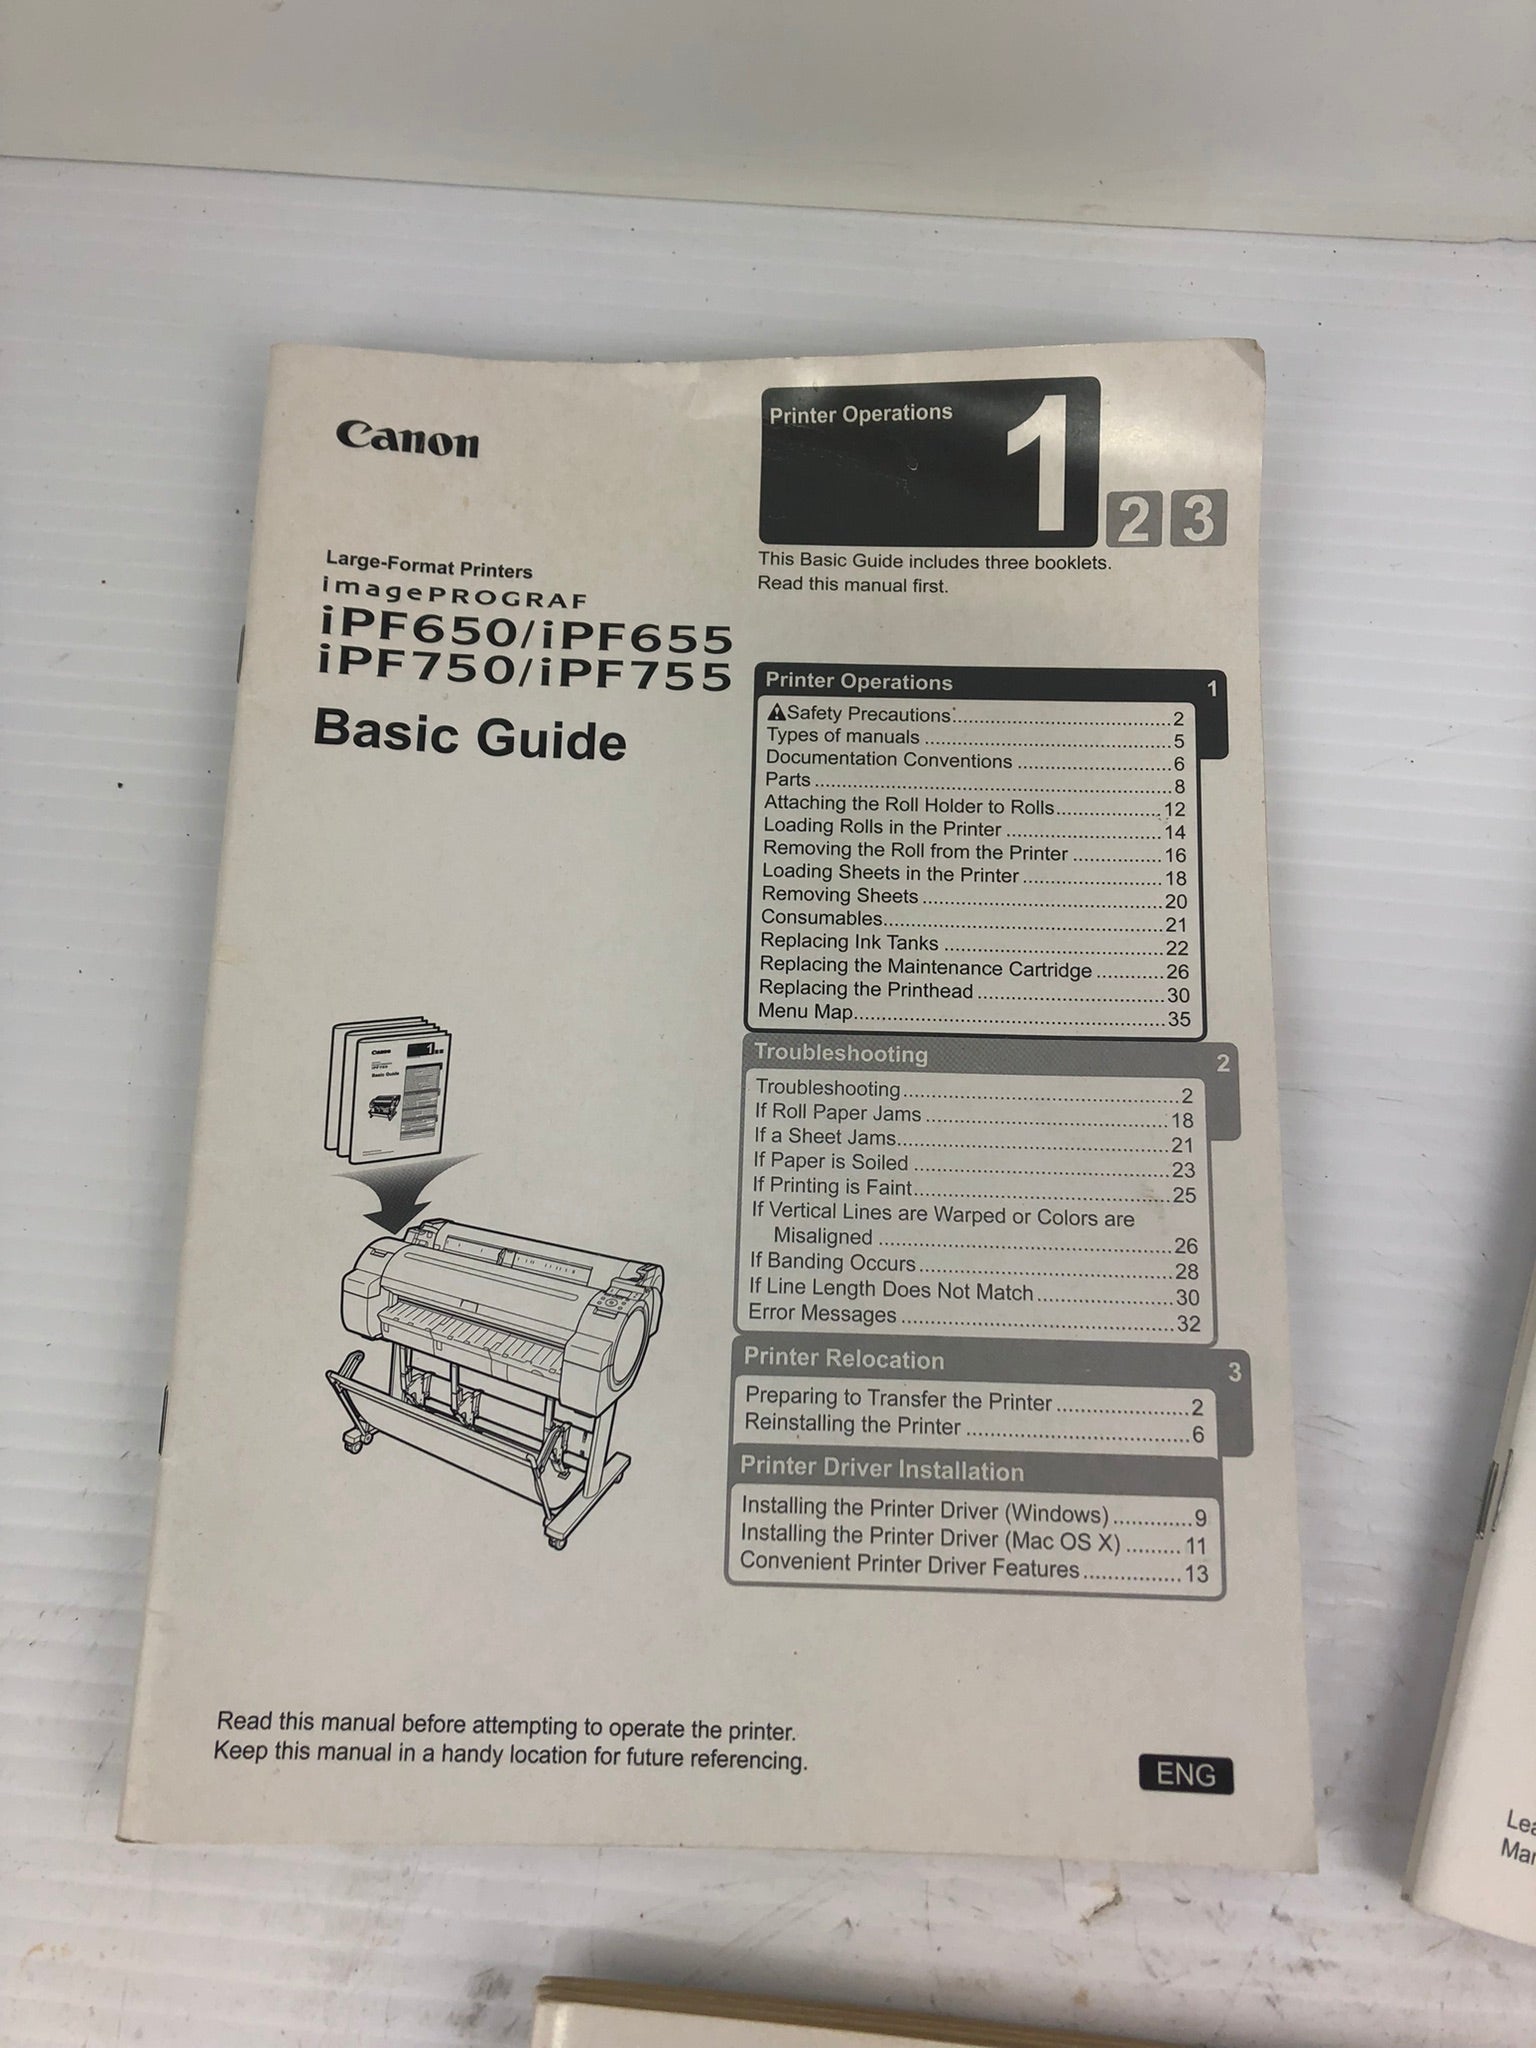 Canon
Large-Format Printers
imagePROGRAF
iPF650/iPF655
iPF750/iPF755
Basic Guide
Printer Operations
1
2 3
This Basic Guide includes three booklets.
Read this manual first.
Printer Operations 1
Safety Precautions..........2
Types of manuals..........5
Documentation Conventions..........6
Parts..........8
Attaching the Roll Holder to Rolls..........12
Loading Rolls in the Printer..........14
Removing the Roll from the Printer..........16
Loading Sheets in the Printer..........18
Removing Sheets..........20
Consumables..........21
Replacing Ink Tanks..........22
Replacing the Maintenance Cartridge..........26
Replacing the Printhead..........30
Menu Map..........35
Troubleshooting 2
Troubleshooting..........2
If Roll Paper Jams..........18
If a Sheet Jams..........21
If Paper is Soiled..........23
If Printing is Faint..........25
If Vertical Lines are Warped or Colors are
Misaligned..........26
If Banding Occurs..........28
If Line Length Does Not Match..........30
Error Messages..........32
Printer Relocation 3
Preparing to Transfer the Printer..........2
Reinstalling the Printer..........6
Printer Driver Installation
Installing the Printer Driver (Windows)..........9
Installing the Printer Driver (Mac OS X)..........11
Convenient Printer Driver Features..........13
Canon
1
Basic Guide
Read this manual before attempting to operate the printer.
Keep this manual in a handy location for future referencing.
ENG